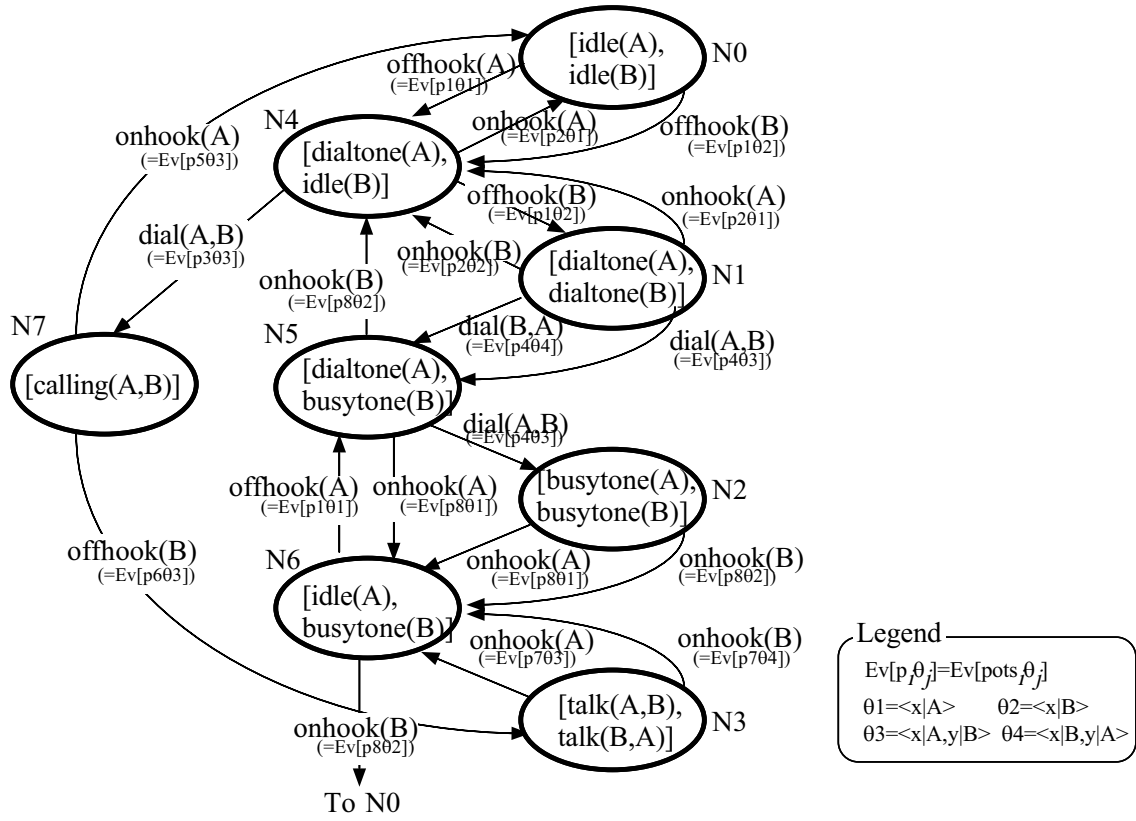 [idle(A),
idle(B)]
N0
offhook(A)
(=Ev[p1θ1])
onhook(A)
(=Ev[p2θ1])
offhook(B)
(=Ev[p1θ2])
onhook(A)
(=Ev[p5θ3])
N4
[dialtone(A),
idle(B)]
offhook(B)
(=Ev[p1θ2])
onhook(A)
(=Ev[p2θ1])
dial(A,B)
(=Ev[p3θ3])
onhook(B)
(=Ev[p2θ2])
onhook(B)
(=Ev[p8θ2])
[dialtone(A),
dialtone(B)]
N1
N7
[calling(A,B)]
N5
[dialtone(A),
busytone(B)]
dial(B,A)
(=Ev[p4θ4])
dial(A,B)
(=Ev[p4θ3])
dial(A,B)
(=Ev[p4θ3])
offhook(A)
(=Ev[p1θ1])
onhook(A)
(=Ev[p8θ1])
[busytone(A),
busytone(B)]
N2
offhook(B)
(=Ev[p6θ3])
N6
[idle(A),
busytone(B)]
onhook(A)
(=Ev[p8θ1])
onhook(B)
(=Ev[p8θ2])
onhook(A)
(=Ev[p7θ3])
onhook(B)
(=Ev[p7θ4])
onhook(B)
(=Ev[p8θ2])
[talk(A,B),
talk(B,A)]
N3
To N0
Legend
Ev[p_iθ_j]=Ev[pots_iθ_j]
θ1=<x|A> θ2=<x|B>
θ3=<x|A,y|B> θ4=<x|B,y|A>